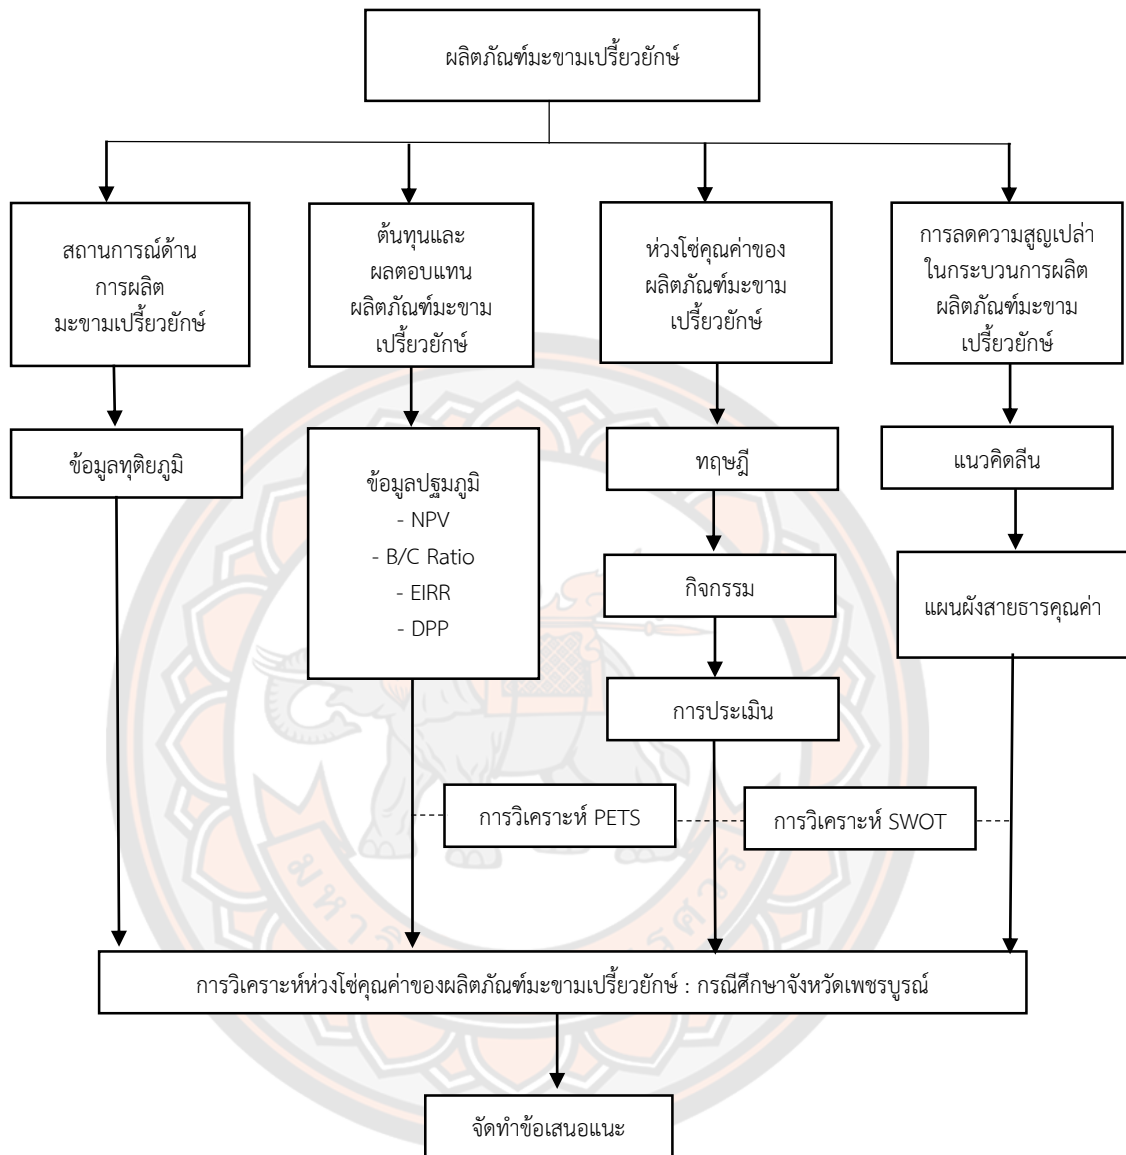 ผลิตภัณฑ์มะขามเปรี้ยวยักษ์
สถานการณ์ด้าน
การผลิต
มะขามเปรี้ยวยักษ์
ต้นทุนและ
ผลตอบแทน
ผลิตภัณฑ์มะขาม
เปรี้ยวยักษ์
ห่วงโซ่คุณค่าของ
ผลิตภัณฑ์มะขาม
เปรี้ยวยักษ์
การลดความสูญเปล่า
ในกระบวนการผลิต
ผลิตภัณฑ์มะขาม
เปรี้ยวยักษ์
ข้อมูลทุติยภูมิ
ข้อมูลปฐมภูมิ
- NPV
- B/C Ratio
- EIRR
- DPP
ทฤษฎี
แนวคิดลีน
กิจกรรม
แผนผังสายธารคุณค่า
การประเมิน
การวิเคราะห์ PETS
การวิเคราะห์ SWOT
การวิเคราะห์ห่วงโซ่คุณค่าของผลิตภัณฑ์มะขามเปรี้ยวยักษ์ : กรณีศึกษาจังหวัดเพชรบูรณ์
จัดทำข้อเสนอแนะ